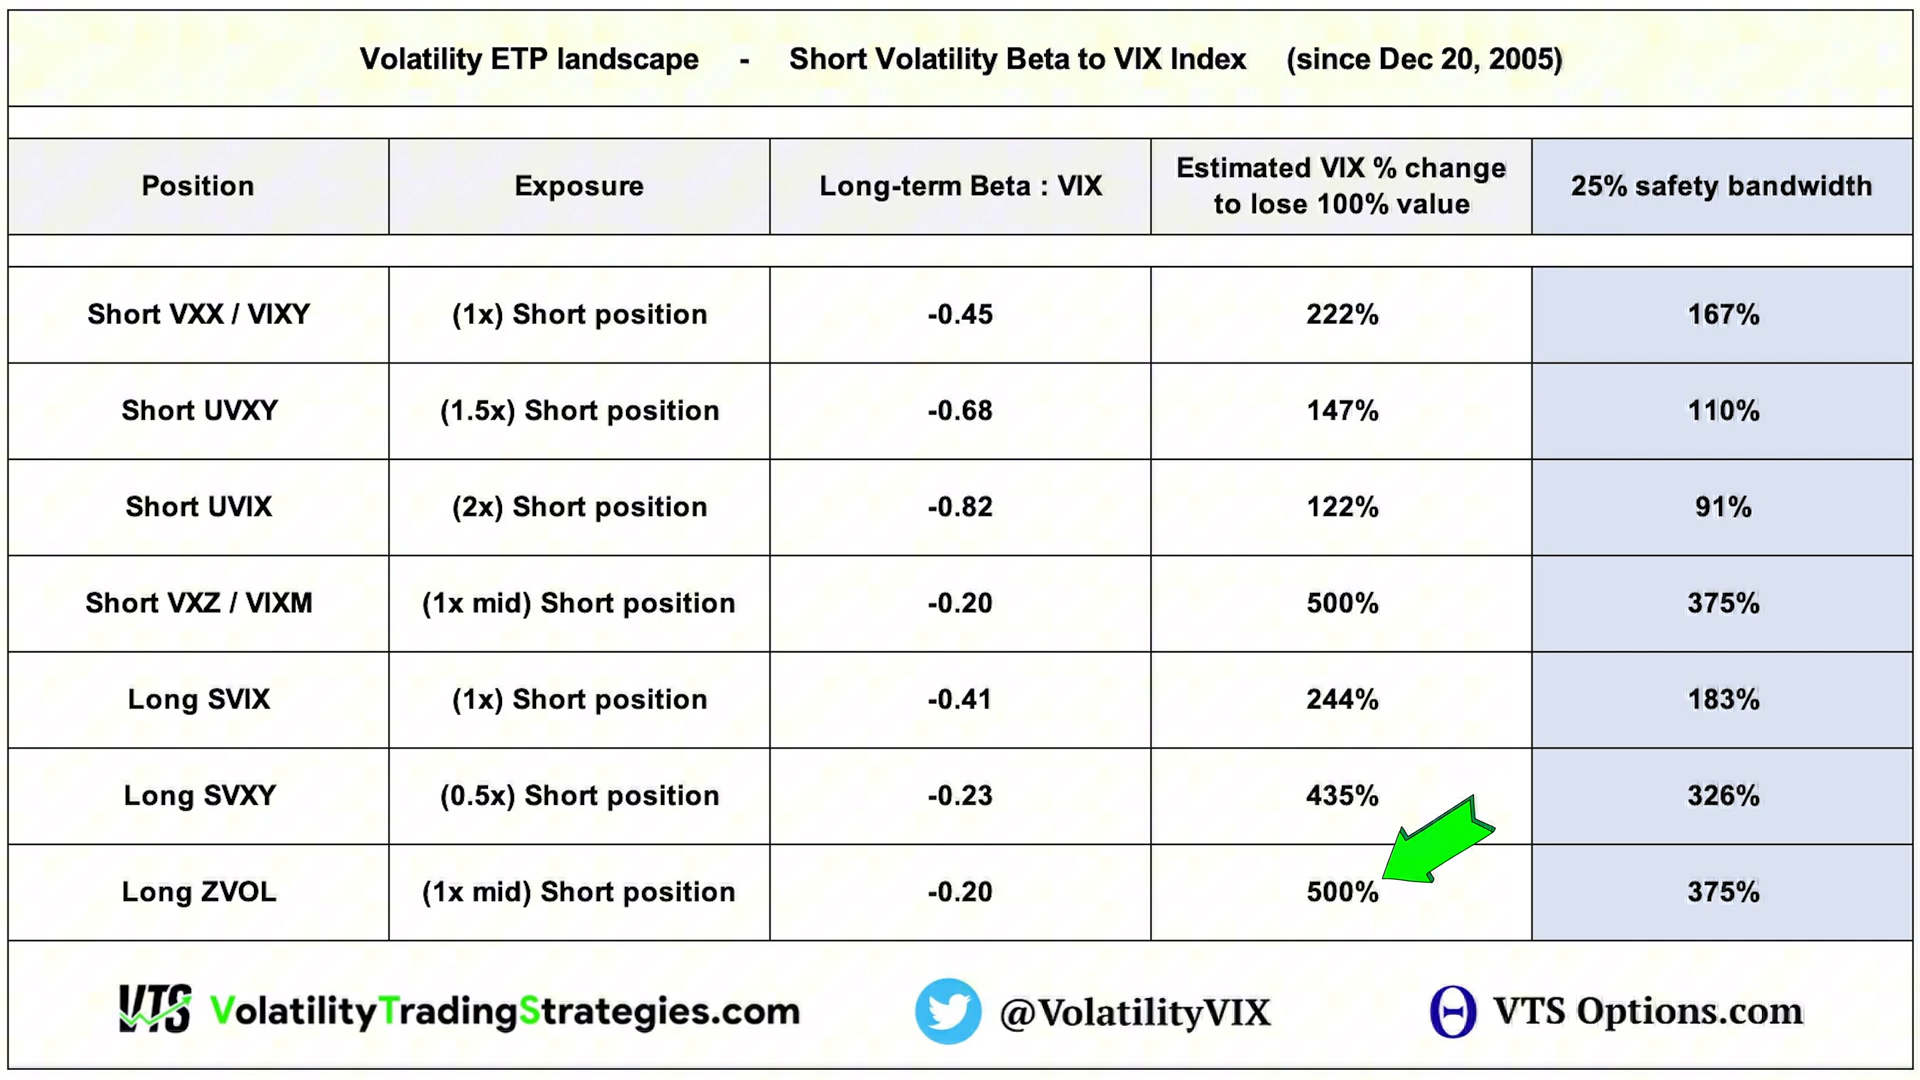 Volatility ETP landscape - Short Volatility Beta to VIX Index (since Dec 20, 2005)
Position Exposure Long-term Beta : VIX Estimated VIX % change to lose 100% value 25% safety bandwidth
Short VXX / VIXY (1x) Short position -0.45 222% 167%
Short UVXY (1.5x) Short position -0.68 147% 110%
Short UVIX (2x) Short position -0.82 122% 91%
Short VXZ / VIXM (1x mid) Short position -0.20 500% 375%
Long SVIX (1x) Short position -0.41 244% 183%
Long SVXY (0.5x) Short position -0.23 435% 326%
Long ZVOL (1x mid) Short position -0.20 500% 375%
VTS VolatilityTradingStrategies.com @VolatilityVIX VTS Options.com